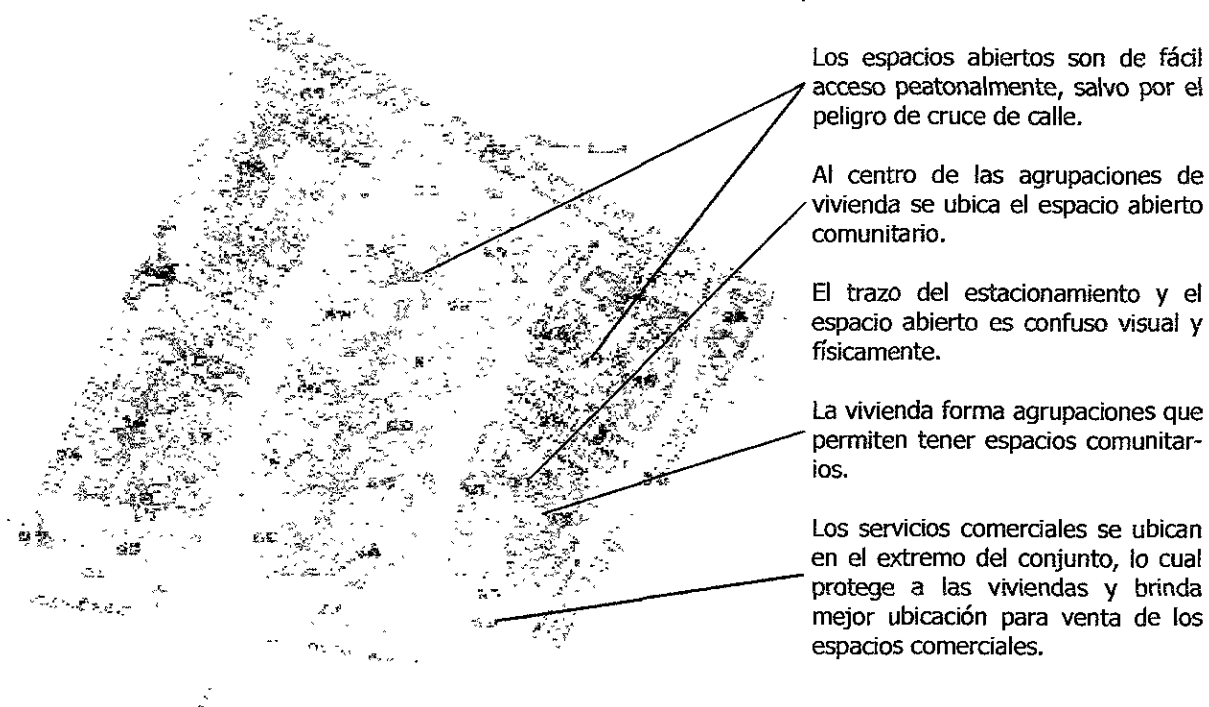 Los espacios abiertos son de fácil
acceso peatonalmente, salvo por el
peligro de cruce de calle.
Al centro de las agrupaciones de
vivienda se ubica el espacio abierto
comunitario.
El trazo del estacionamiento y el
espacio abierto es confuso visual y
físicamente.
La vivienda forma agrupaciones que
permiten tener espacios comunitar-
ios.
Los servicios comerciales se ubican
en el extremo del conjunto, lo cual
protege a las viviendas y brinda
mejor ubicación para venta de los
espacios comerciales.